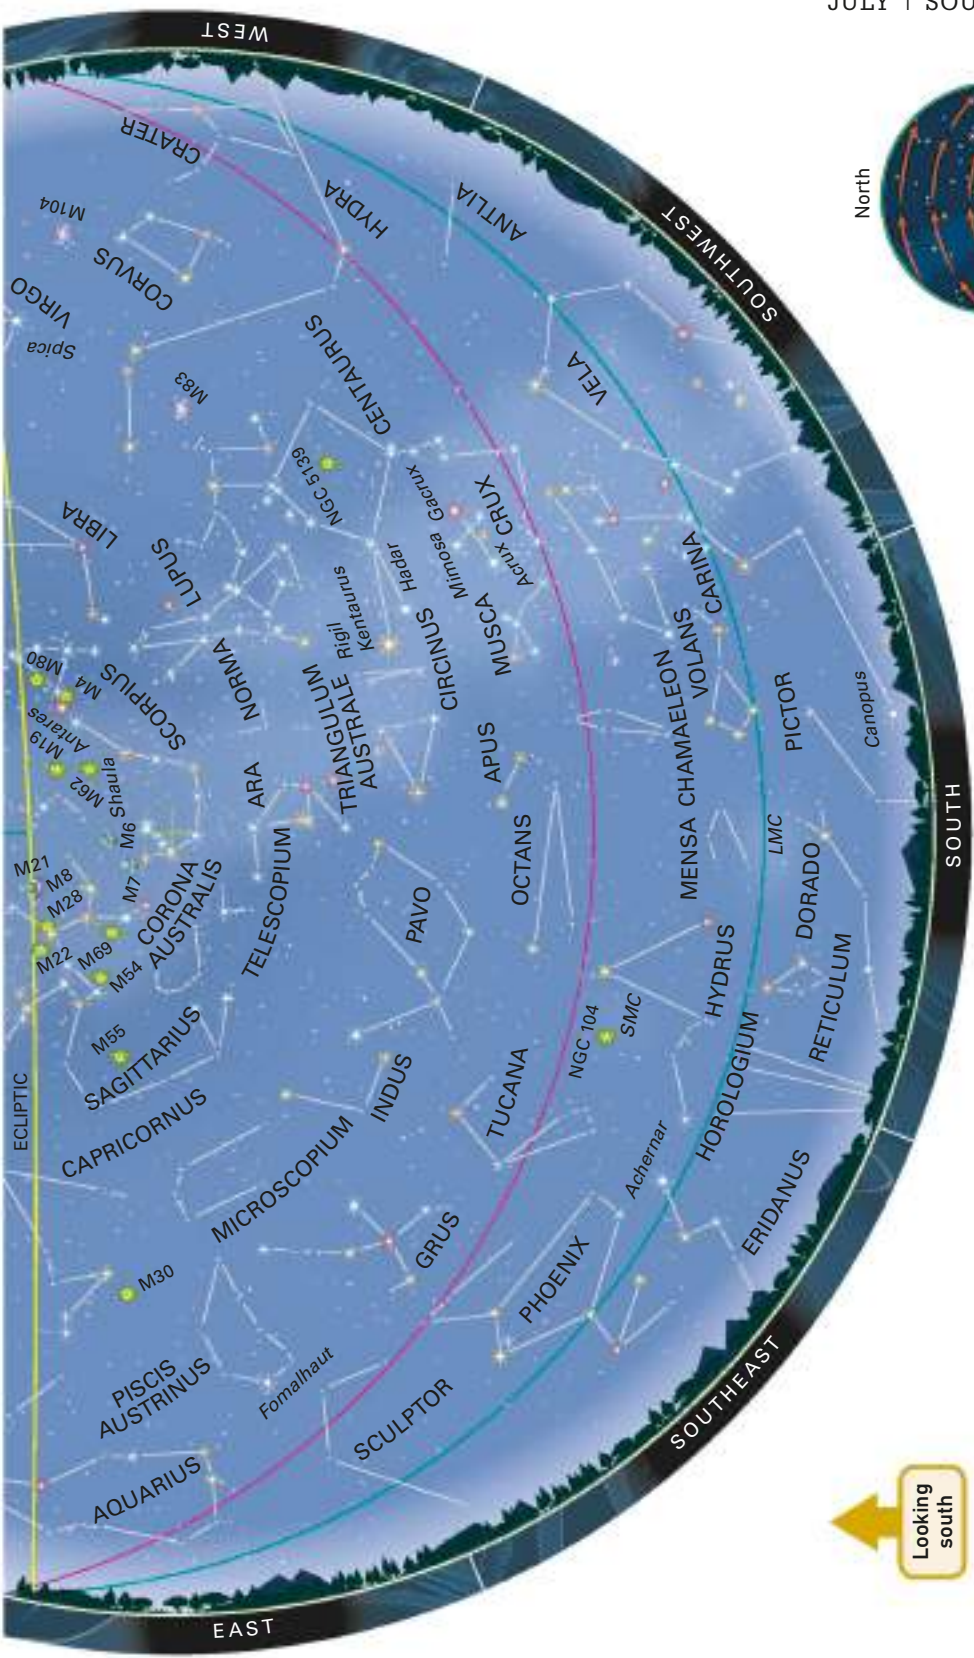 JULY | SOU
WEST
CRATER
M104
HYDRA
ANTLIA
North
SOUTHWEST
CORVUS
VIRGO
Spica
CENTAURUS
VELA
M83
NGC 5139
LIBRA
LUPUS
Gacrux
CRUX
Mimosa
Acrux
Hadar
Rigil
Kentaurus
CARINA
MUSCA
CIRCINUS
VOLANS
M80
M4
SCORPIUS
NORMA
TRIANGULUM
AUSTRALE
CHAMAELEON
PICTOR
Canopus
Antares
M19
M62
Shaula
ARA
APUS
M6
OCTANS
MENSA
LMC
SOUTH
M21
M8
M28
M7
CORONA
AUSTRALIS
TELESCOPIUM
PAVO
DORADO
M22
M69
M54
HYDRUS
RETICULUM
M55
SAGITTARIUS
NGC 104
SMC
ECLIPTIC
CAPRICORNUS
INDUS
TUCANA
HOROLOGIUM
MICROSCOPIUM
Achernar
ERIDANUS
GRUS
PHOENIX
M30
PISCIS
AUSTRINUS
Fomalhaut
SCULPTOR
SOUTHEAST
AQUARIUS
EAST
Looking
south